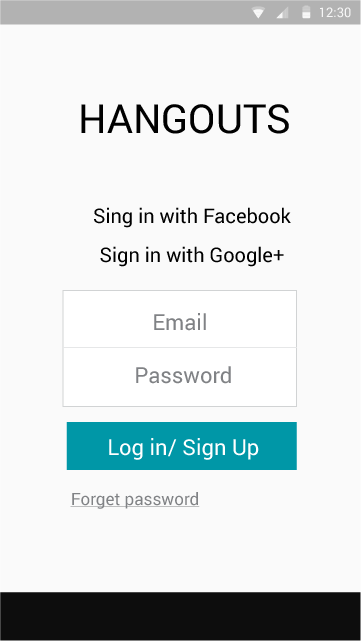 12:30
HANGOUTS
Sing in with Facebook
Sign in with Google+
Email
Password
Log in/ Sign Up
Forget password